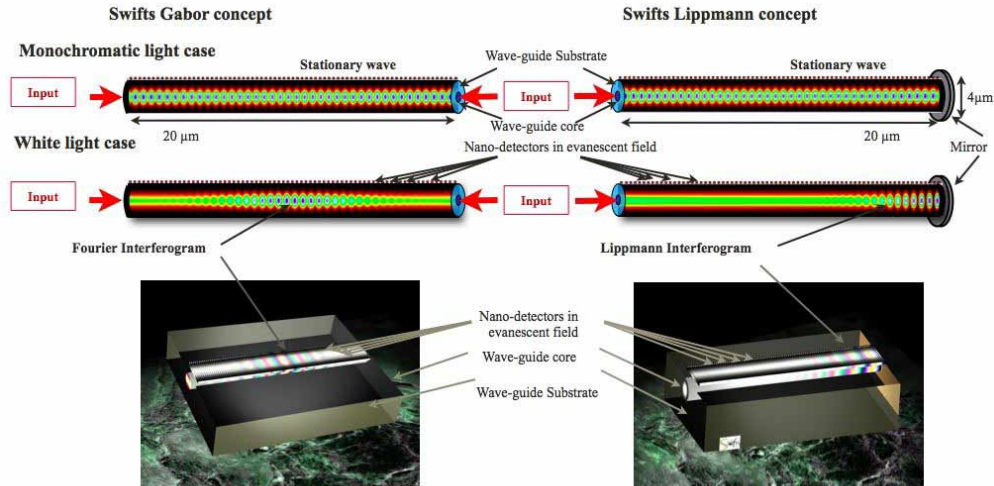 Swifts Gabor concept
Swifts Lippmann concept
Monochromatic light case
Wave-guide Substrate
Stationary wave
Stationary wave
Input
Input
4µm
20 µm
Wave-guide core
20 µm
White light case
Nano-detectors in evanescent field
Mirror
Input
Input
Fourier Interferogram
Lippmann Interferogram
Nano-detectors in
evanescent field
Wave-guide core
Wave-guide Substrate